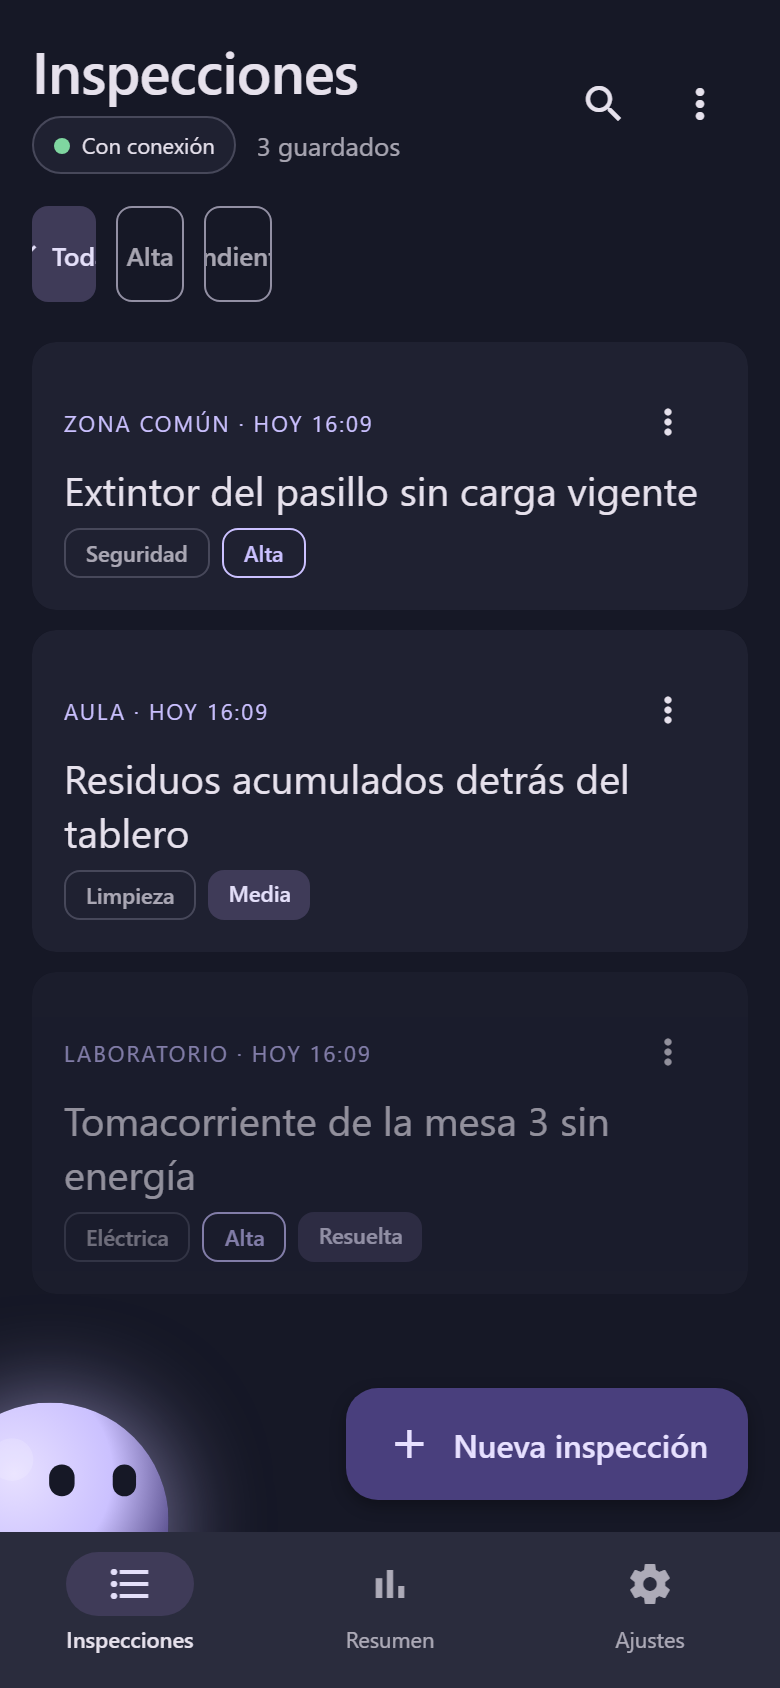 Inspecciones
Con conexión
3 guardados
Tod
Alta
ndient
ZONA COMÚN · HOY 16:09
Extintor del pasillo sin carga vigente
Seguridad
Alta
AULA · HOY 16:09
Residuos acumulados detrás del
tablero
Limpieza
Media
LABORATORIO · HOY 16:09
Tomacorriente de la mesa 3 sin
energía
Eléctrica
Alta
Resuelta
+ Nueva inspección
Inspecciones
Resumen
Ajustes